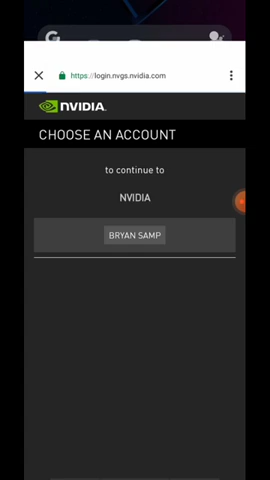 https://login.nvgs.nvidia.com
NVIDIA.
CHOOSE AN ACCOUNT
to continue to
NVIDIA
BRYAN SAMP